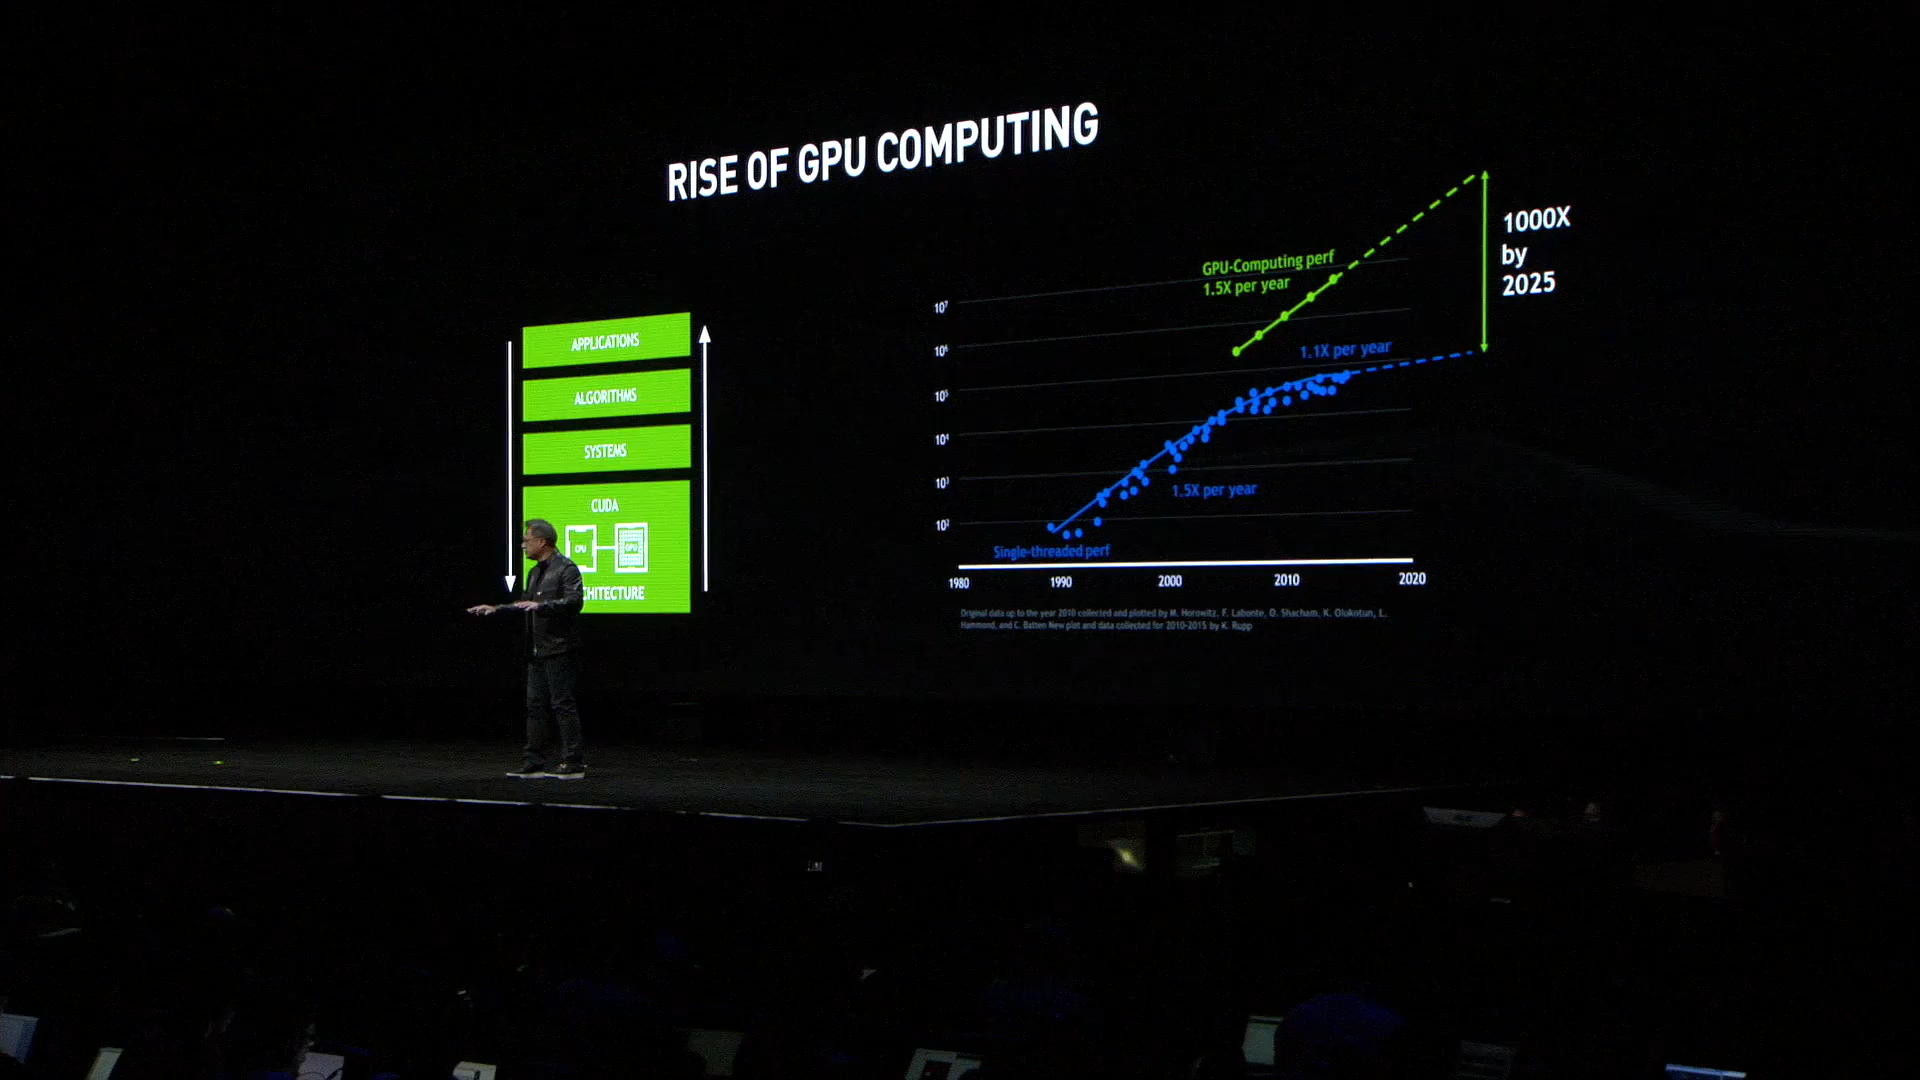 RISE OF GPU COMPUTING
APPLICATIONS
ALGORITHMS
SYSTEMS
CUDA
CPU
GPU
CHITECTURE
GPU-Computing perf
1.5X per year
1000X
by
2025
1.1X per year
1.5X per year
Single-threaded perf
10⁷
10⁶
10⁵
10⁴
10³
10²
1980 1990 2000 2010 2020
Original data up to the year 2010 collected and plotted by M. Horowitz, F. Labonte, O. Shacham, K. Olukotun, L.
Hammond, and C. Batten New plot and data collected for 2010-2015 by K. Rupp